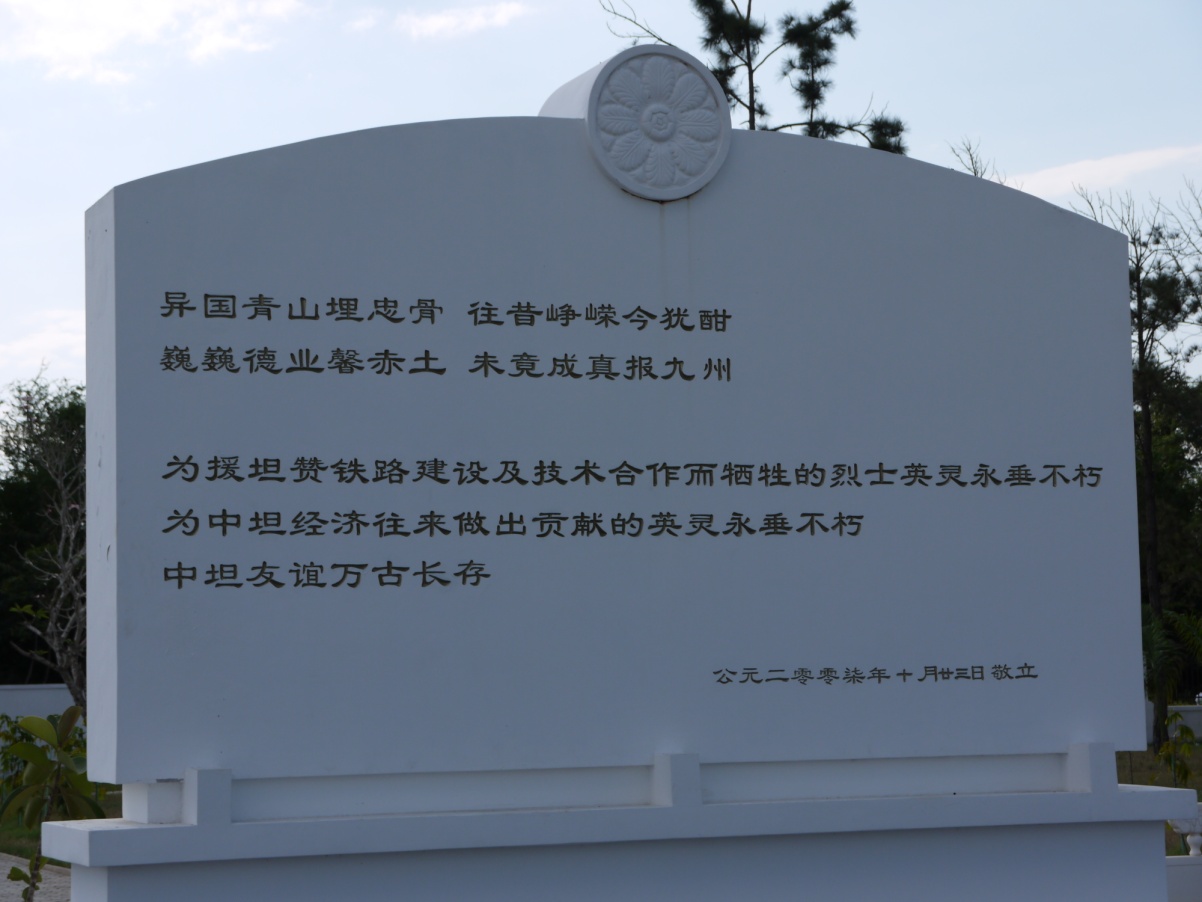 异国青山埋忠骨 往昔峥嵘今犹酣
巍巍德业馨赤土 未竟成真报九州
为援坦赞铁路建设及技术合作而牺牲的烈士英灵永垂不朽
为中坦经济往来做出贡献的英灵永垂不朽
中坦友谊万古长存
公元二零零柒年十月廿三日敬立